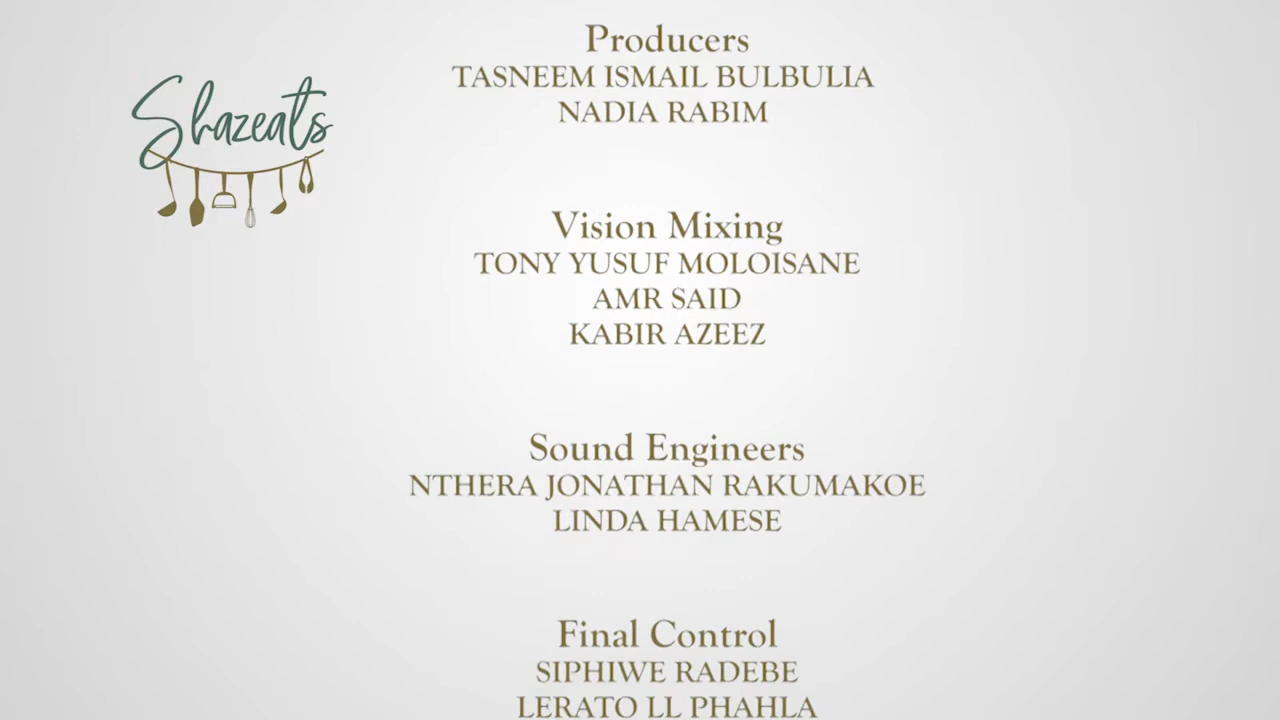 Producers
TASNEEM ISMAIL BULBULIA
NADIA RABIM
Shazeats
Vision Mixing
TONY YUSUF MOLOISANE
AMR SAID
KABIR AZEEZ
Sound Engineers
NTHERA JONATHAN RAKUMAKOE
LINDA HAMESE
Final Control
SIPHIWE RADEBE
LERATO LL PHAHLA